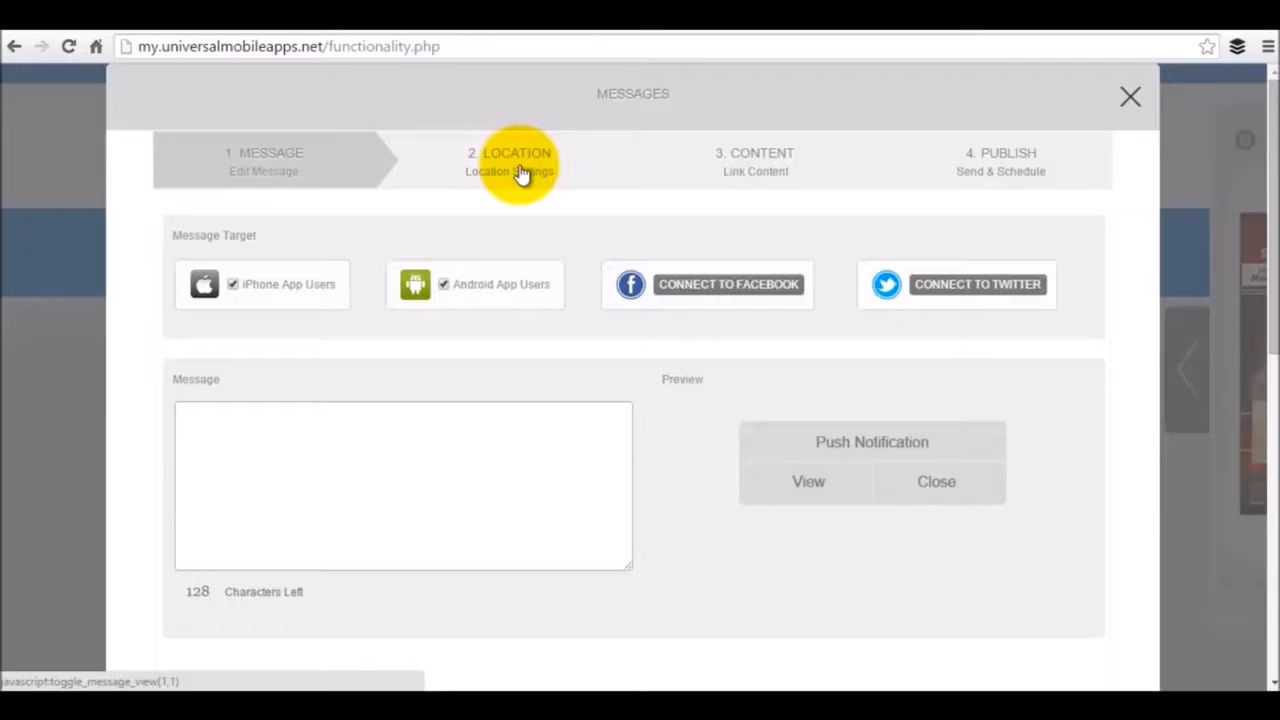 my.universalmobileapps.net/functionality.php
MESSAGES
1 MESSAGE
Edit Message
2. LOCATION
Location Settings
3. CONTENT
Link Content
4. PUBLISH
Send & Schedule
Message Target
iPhone App Users
Android App Users
CONNECT TO FACEBOOK
CONNECT TO TWITTER
Message
Preview
Push Notification
View
Close
128 Characters Left
javascript:toggle_message_view(1,1)